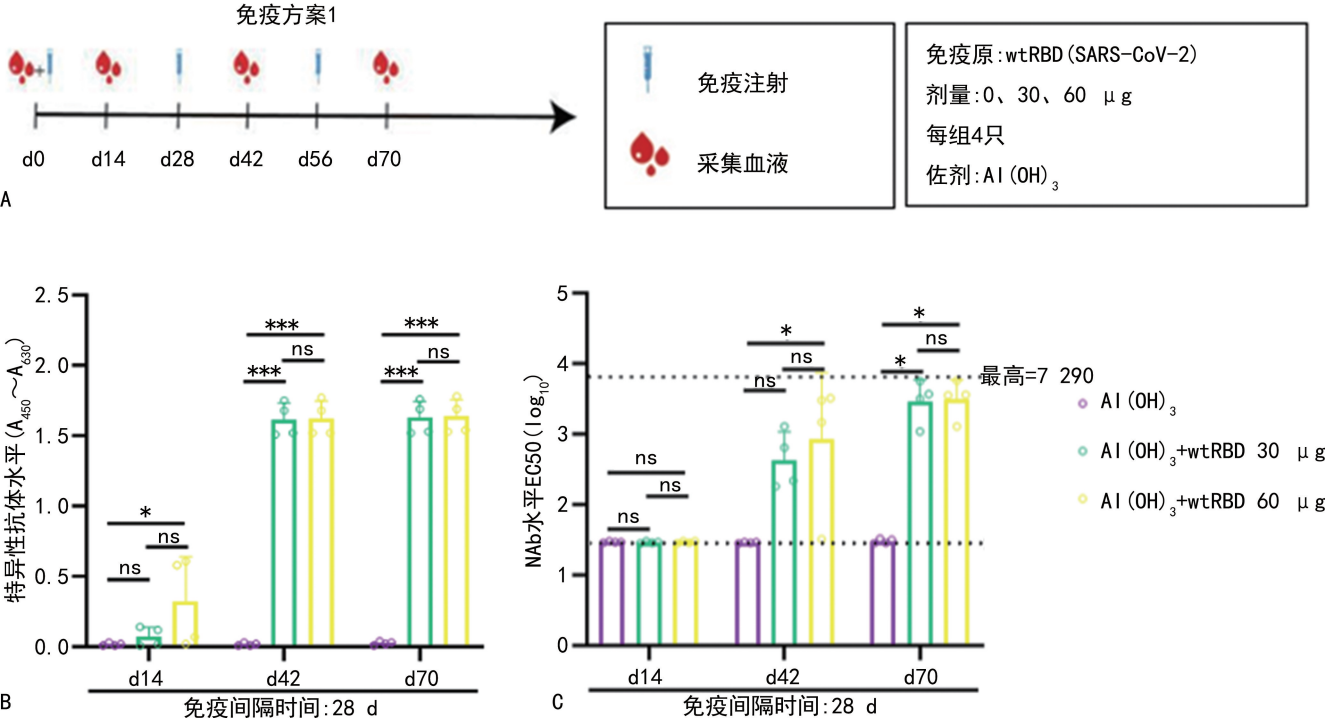 免疫方案1
+
d0 d14 d28 d42 d56 d70
A
免疫注射
采集血液
免疫原:wtRBD(SARS-CoV-2)
剂量:0、30、60 μg
每组4只
佐剂:Al(OH)3
特异性抗体水平(A450～A630)
2.5
2.0
1.5
1.0
0.5
0.0
ns
*
ns
***
***
ns
***
***
ns
d14 d42 d70
免疫间隔时间:28 d
B
NAb水平EC50(log10)
5
4
3
2
1
0
ns
ns
ns
*
ns
ns
*
ns
*
最高=7 290
d14 d42 d70
免疫间隔时间:28 d
C
Al(OH)3
Al(OH)3+wtRBD 30 μg
Al(OH)3+wtRBD 60 μg